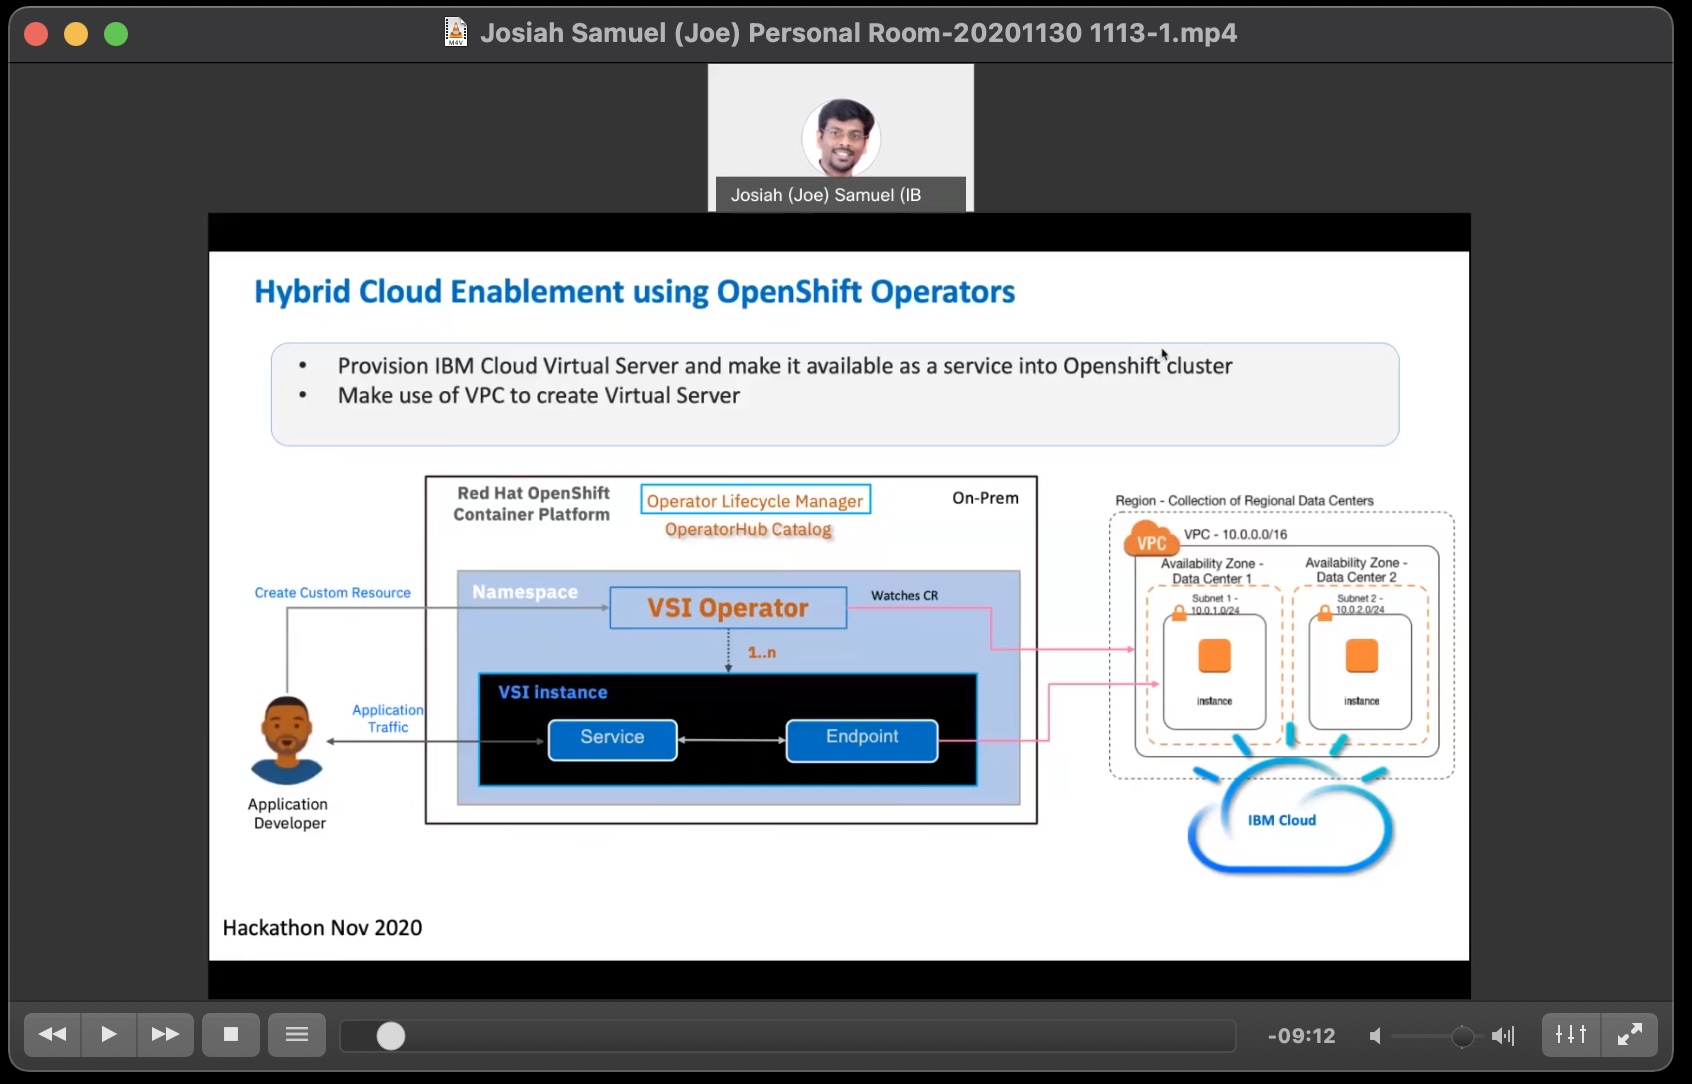 Josiah Samuel (Joe) Personal Room-20201130 1113-1.mp4
M4V
Josiah (Joe) Samuel (IB
Hybrid Cloud Enablement using OpenShift Operators
• Provision IBM Cloud Virtual Server and make it available as a service into Openshift cluster
• Make use of VPC to create Virtual Server
Red Hat OpenShift
Container Platform
Operator Lifecycle Manager
OperatorHub Catalog
On-Prem
Region - Collection of Regional Data Centers
VPC
VPC - 10.0.0.0/16
Availability Zone -
Data Center 1
Availability Zone -
Data Center 2
Subnet 1 -
10.0.1.0/24
Subnet 2 -
10.0.2.0/24
instance
instance
Create Custom Resource
Namespace
VSI Operator
Watches CR
1..n
VSI instance
Service
Endpoint
Application
Traffic
Application
Developer
IBM Cloud
Hackathon Nov 2020
-09:12